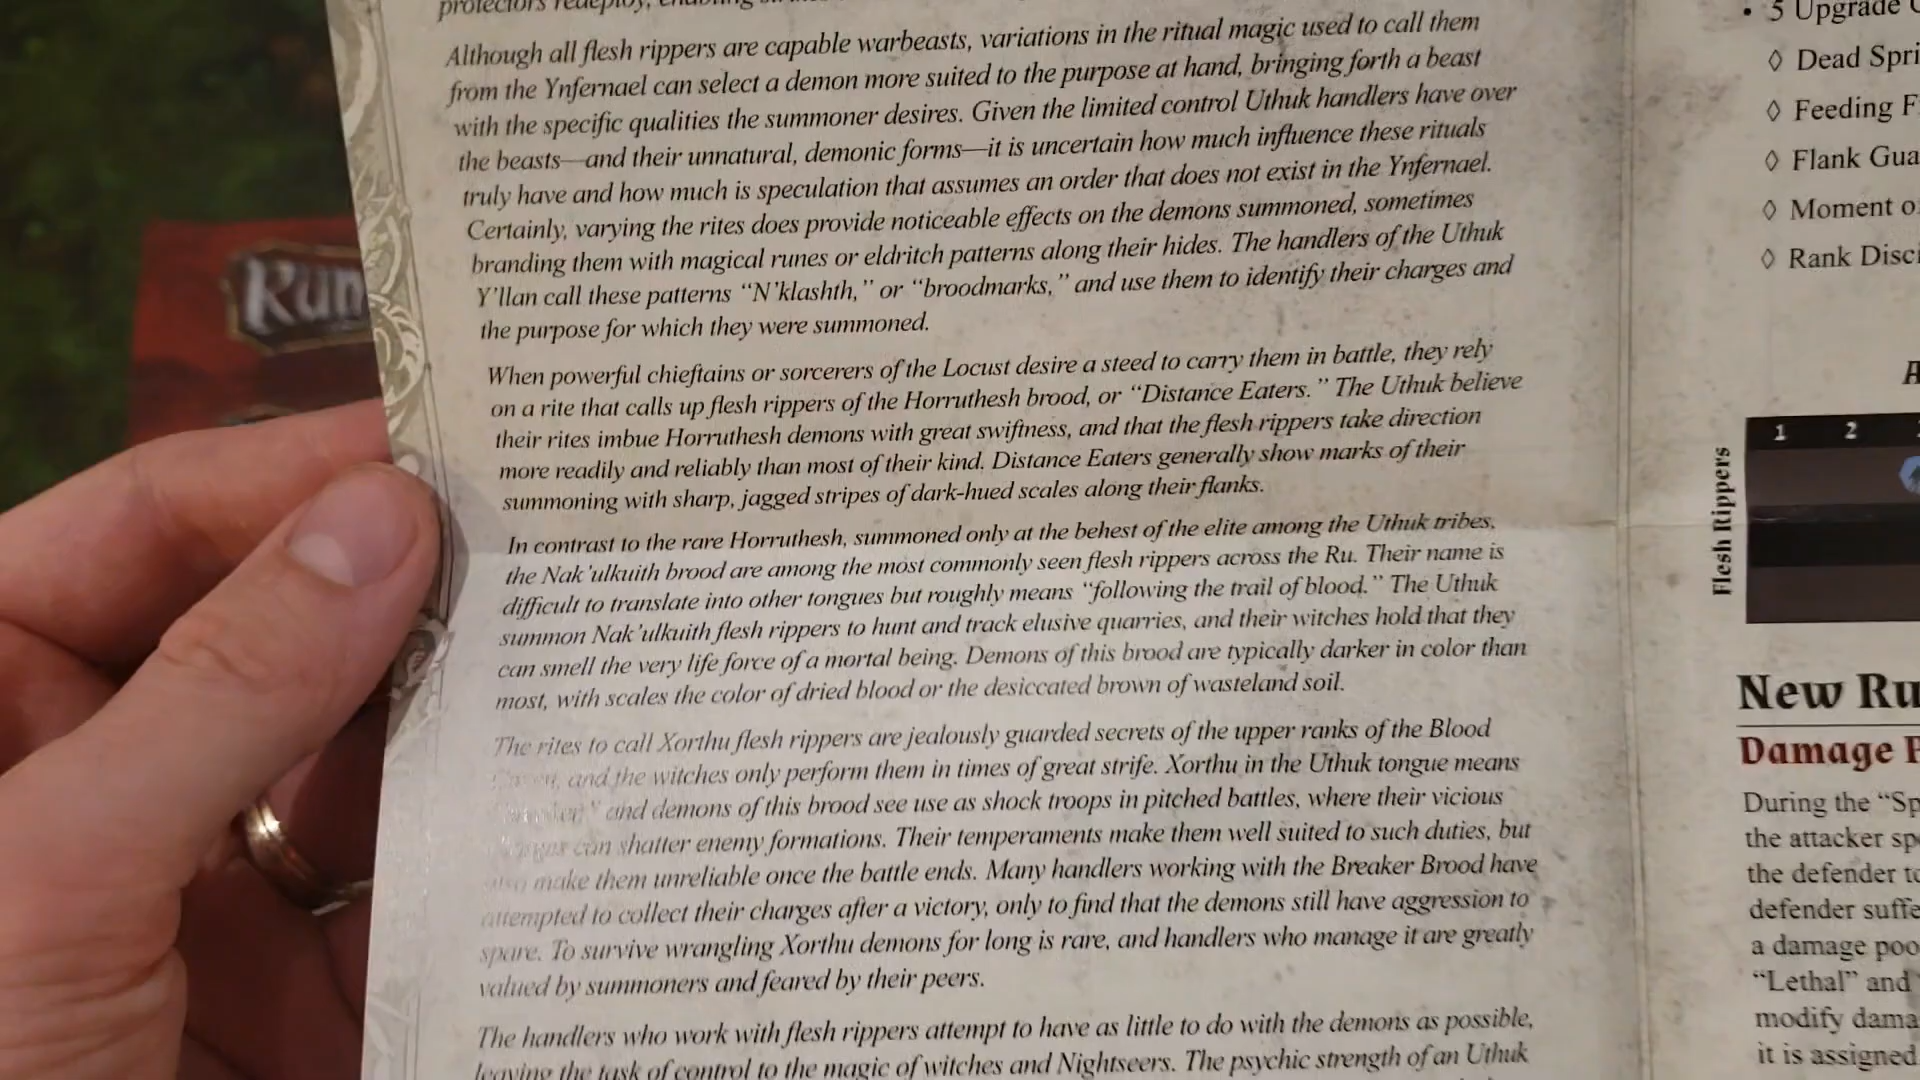 protectors redeploy, enabling
Although all flesh rippers are capable warbeasts, variations in the ritual magic used to call them
from the Ynfernael can select a demon more suited to the purpose at hand, bringing forth a beast
with the specific qualities the summoner desires. Given the limited control Uthuk handlers have over
the beasts—and their unnatural, demonic forms—it is uncertain how much influence these rituals
truly have and how much is speculation that assumes an order that does not exist in the Ynfernael.
Certainly, varying the rites does provide noticeable effects on the demons summoned, sometimes
branding them with magical runes or eldritch patterns along their hides. The handlers of the Uthuk
Y'llan call these patterns “N'klashth,” or “broodmarks,” and use them to identify their charges and
the purpose for which they were summoned.
When powerful chieftains or sorcerers of the Locust desire a steed to carry them in battle, they rely
on a rite that calls up flesh rippers of the Horruthesh brood, or “Distance Eaters.” The Uthuk believe
their rites imbue Horruthesh demons with great swiftness, and that the flesh rippers take direction
more readily and reliably than most of their kind. Distance Eaters generally show marks of their
summoning with sharp, jagged stripes of dark-hued scales along their flanks.
In contrast to the rare Horruthesh, summoned only at the behest of the elite among the Uthuk tribes,
the Nak'ulkuith brood are among the most commonly seen flesh rippers across the Ru. Their name is
difficult to translate into other tongues but roughly means “following the trail of blood.” The Uthuk
summon Nak'ulkuith flesh rippers to hunt and track elusive quarries, and their witches hold that they
can smell the very life force of a mortal being. Demons of this brood are typically darker in color than
most, with scales the color of dried blood or the desiccated brown of wasteland soil.
The rites to call Xorthu flesh rippers are jealously guarded secrets of the upper ranks of the Blood
and the witches only perform them in times of great strife. Xorthu in the Uthuk tongue means
and demons of this brood see use as shock troops in pitched battles, where their vicious
can shatter enemy formations. Their temperaments make them well suited to such duties, but
also make them unreliable once the battle ends. Many handlers working with the Breaker Brood have
attempted to collect their charges after a victory, only to find that the demons still have aggression to
spare. To survive wrangling Xorthu demons for long is rare, and handlers who manage it are greatly
valued by summoners and feared by their peers.
The handlers who work with flesh rippers attempt to have as little to do with the demons as possible,
leaving the task of control to the magic of witches and Nightseers. The psychic strength of an Uthuk
• 5 Upgrade C
◊ Dead Spri
◊ Feeding F
◊ Flank Gua
◊ Moment o
◊ Rank Disci
A
1 2
Flesh Rippers
New Ru
Damage P
During the “Sp
the attacker sp
the defender to
defender suffe
a damage poo
“Lethal” and
modify dama
it is assigned
Run